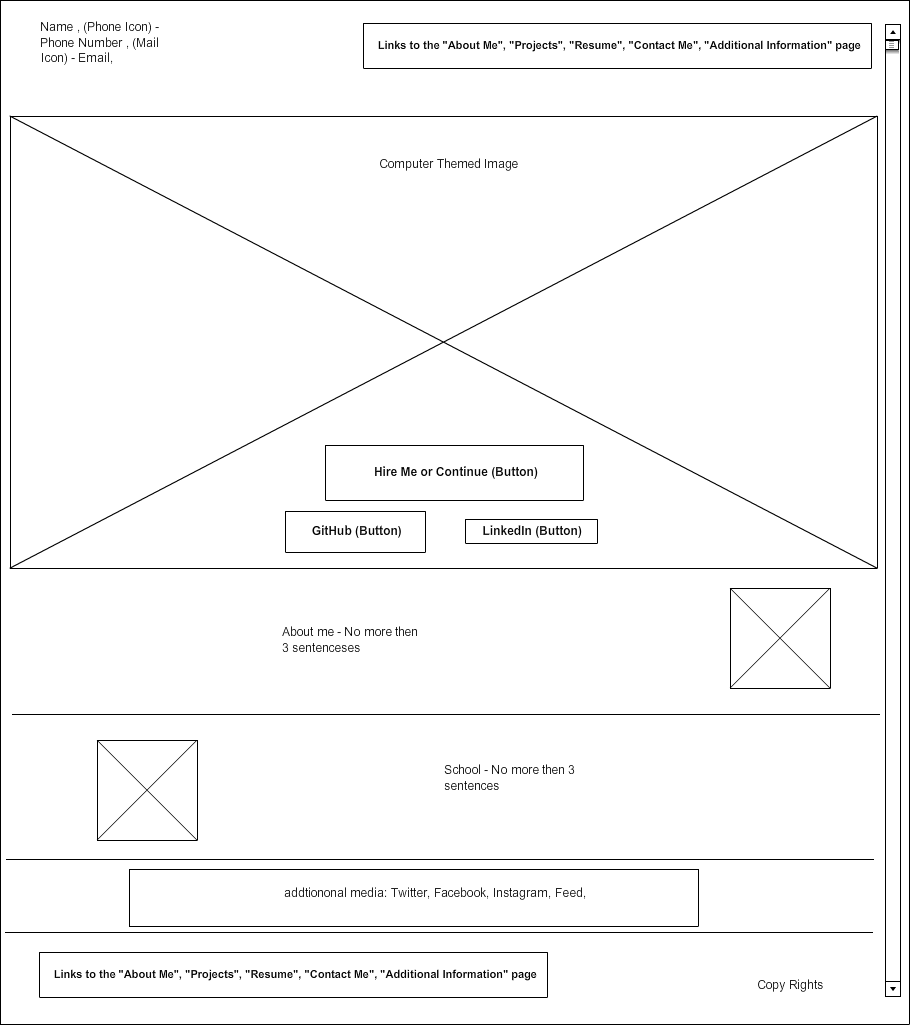 Name , (Phone Icon) -
Phone Number , (Mail
Icon) - Email,
Links to the "About Me", "Projects", "Resume", "Contact Me", "Additional Information" page
Computer Themed Image
Hire Me or Continue (Button)
GitHub (Button)
LinkedIn (Button)
About me - No more then
3 sentenceses
School - No more then 3
sentences
addtiononal media: Twitter, Facebook, Instagram, Feed,
Links to the "About Me", "Projects", "Resume", "Contact Me", "Additional Information" page
Copy Rights